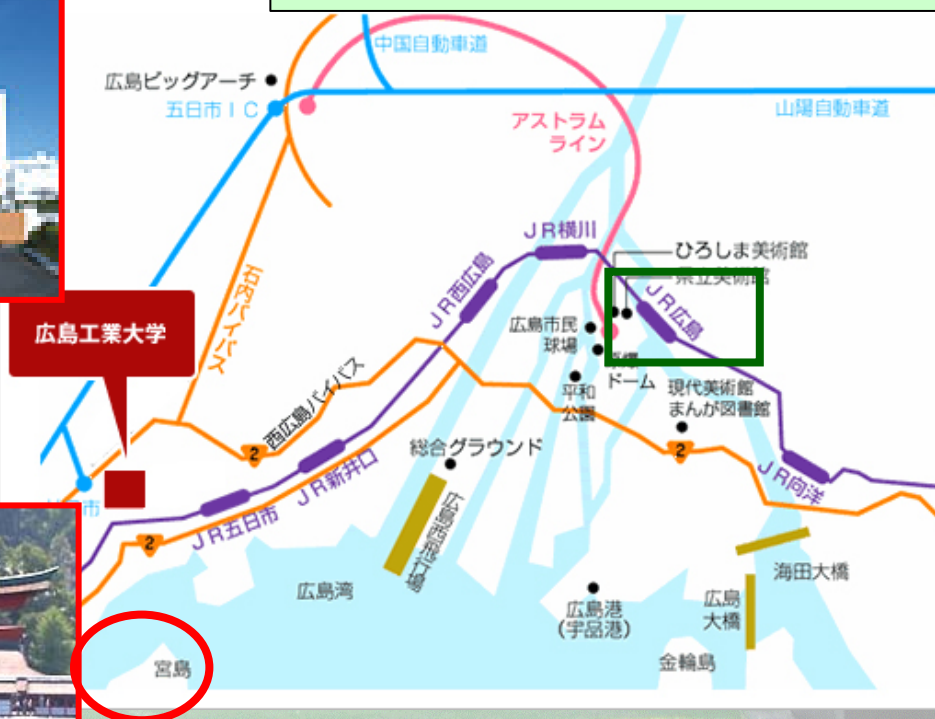 中国自動車道
広島ビッグアーチ
五日市IC
山陽自動車道
アストラム
ライン
JR横川
ひろしま美術館
県立美術館
JR西広島
JR広島
石内バイパス
広島工業大学
広島市民
球場
ドーム
平和
公園
現代美術館
まんが図書館
西広島バイパス
2
総合グラウンド
2
JR新井口
JR向洋
広島西飛行場
市
JR五日市
2
海田大橋
広島湾
広島港
(宇品港)
広島
大橋
宮島
金輪島